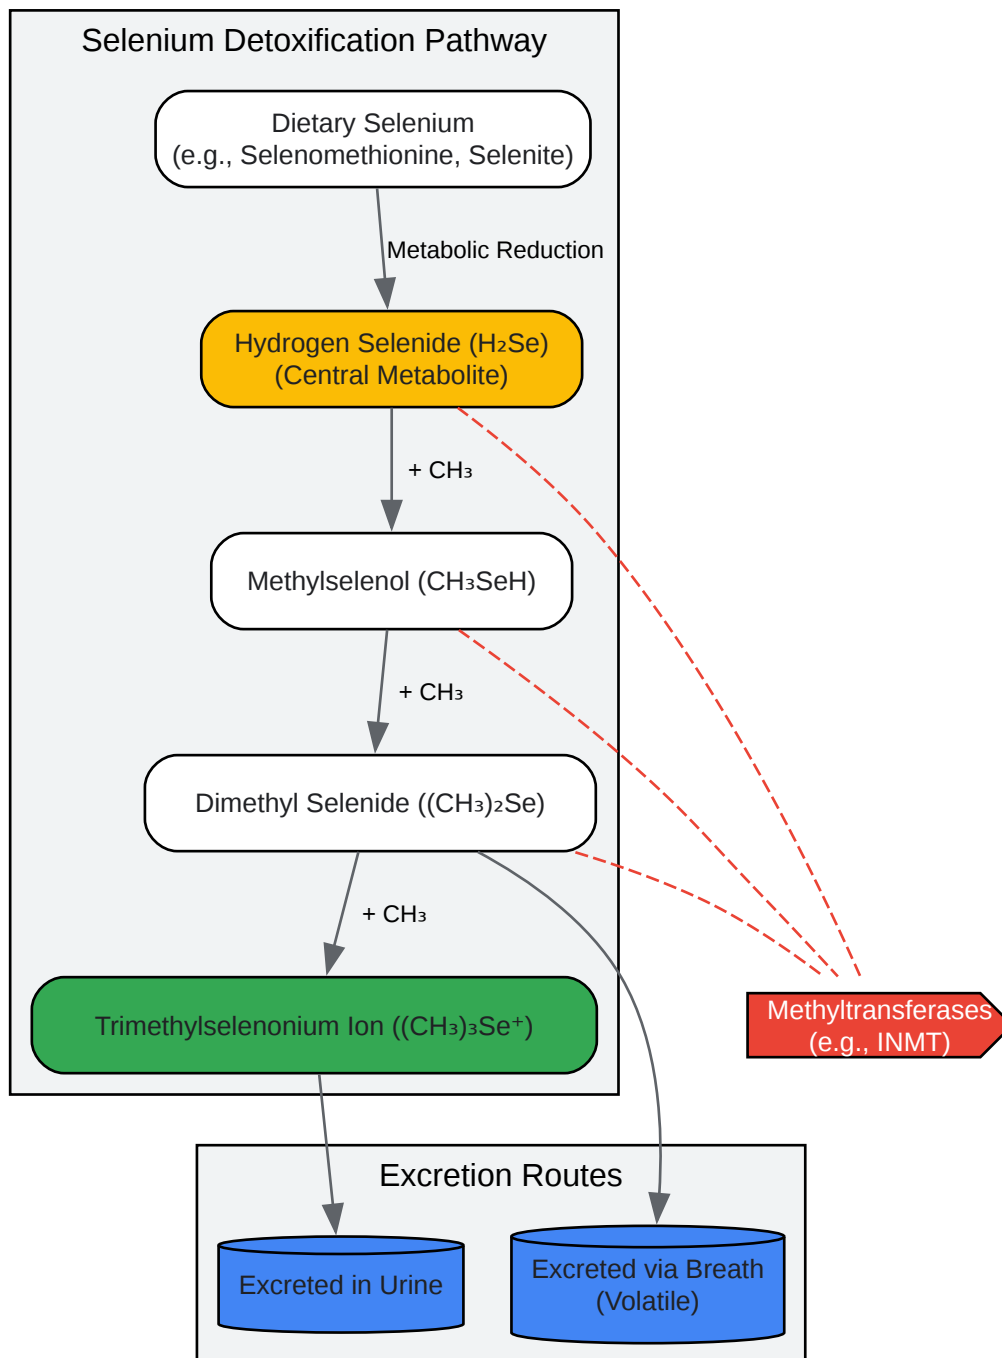 Selenium Detoxification Pathway
Dietary Selenium
(e.g., Selenomethionine, Selenite)
Metabolic Reduction
Hydrogen Selenide (H₂Se)
(Central Metabolite)
+ CH₃
Methylselenol (CH₃SeH)
+ CH₃
Dimethyl Selenide ((CH₃)₂Se)
+ CH₃
Trimethylselenonium Ion ((CH₃)₃Se⁺)
Methyltransferases
(e.g., INMT)
Excretion Routes
Excreted in Urine
Excreted via Breath
(Volatile)